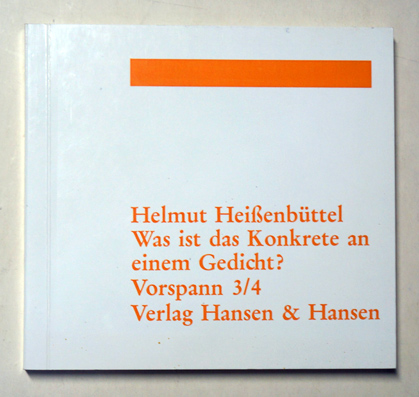 Helmut Heißenbüttel
Was ist das Konkrete an
einem Gedicht?
Vorspann 3/4
Verlag Hansen & Hansen